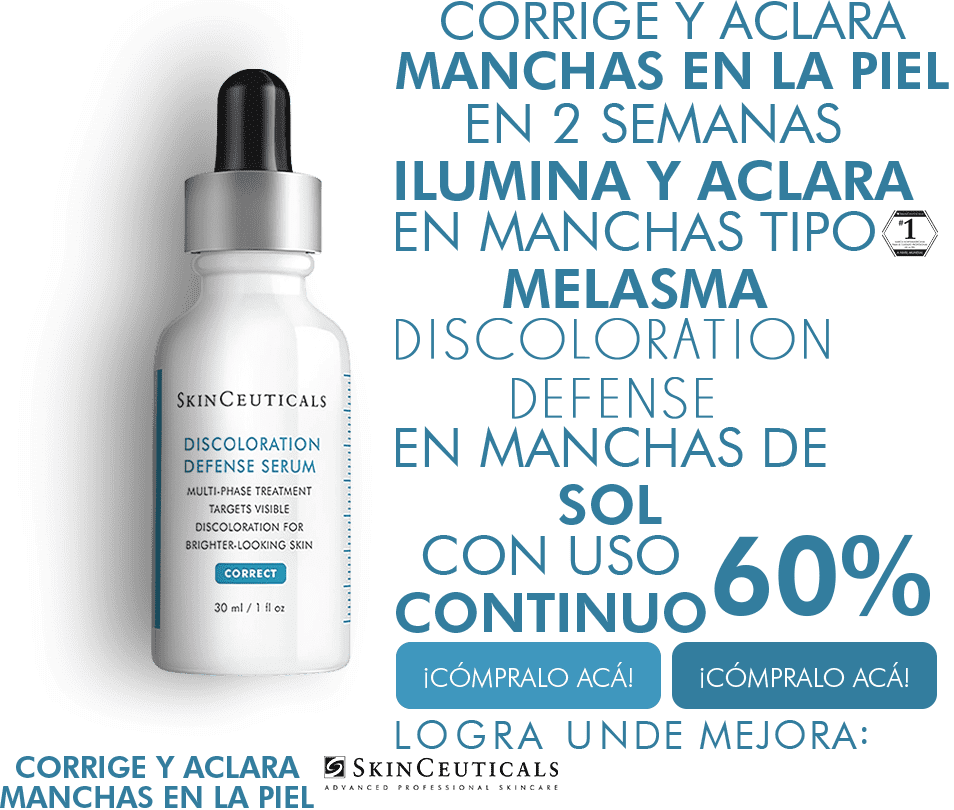 CORRIGE Y ACLARA
MANCHAS EN LA PIEL
EN 2 SEMANAS
ILUMINA Y ACLARA
EN MANCHAS TIPO
#1
MELASMA
DISCOLORATION
DEFENSE
EN MANCHAS DE
SOL
CON USO
CONTINUO
60%
¡CÓMPRALO ACÁ!
¡CÓMPRALO ACÁ!
LOGRA UNDE MEJORA:
SKINCEUTICALS
DISCOLORATION
DEFENSE SERUM
MULTI-PHASE TREATMENT
TARGETS VISIBLE
DISCOLORATION FOR
BRIGHTER-LOOKING SKIN
CORRECT
30 ml / 1 fl oz
CORRIGE Y ACLARA
MANCHAS EN LA PIEL
SKINCEUTICALS
ADVANCED PROFESSIONAL SKINCARE